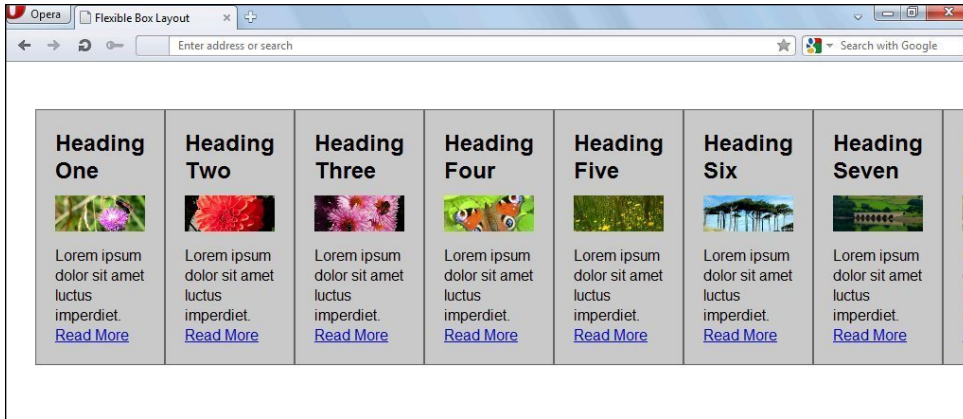 Opera
Flexible Box Layout
Enter address or search
Search with Google
Heading
One
Lorem ipsum
dolor sit amet
luctus
imperdiet.
Read More
Heading
Two
Lorem ipsum
dolor sit amet
luctus
imperdiet.
Read More
Heading
Three
Lorem ipsum
dolor sit amet
luctus
imperdiet.
Read More
Heading
Four
Lorem ipsum
dolor sit amet
luctus
imperdiet.
Read More
Heading
Five
Lorem ipsum
dolor sit amet
luctus
imperdiet.
Read More
Heading
Six
Lorem ipsum
dolor sit amet
luctus
imperdiet.
Read More
Heading
Seven
Lorem ipsum
dolor sit amet
luctus
imperdiet.
Read More